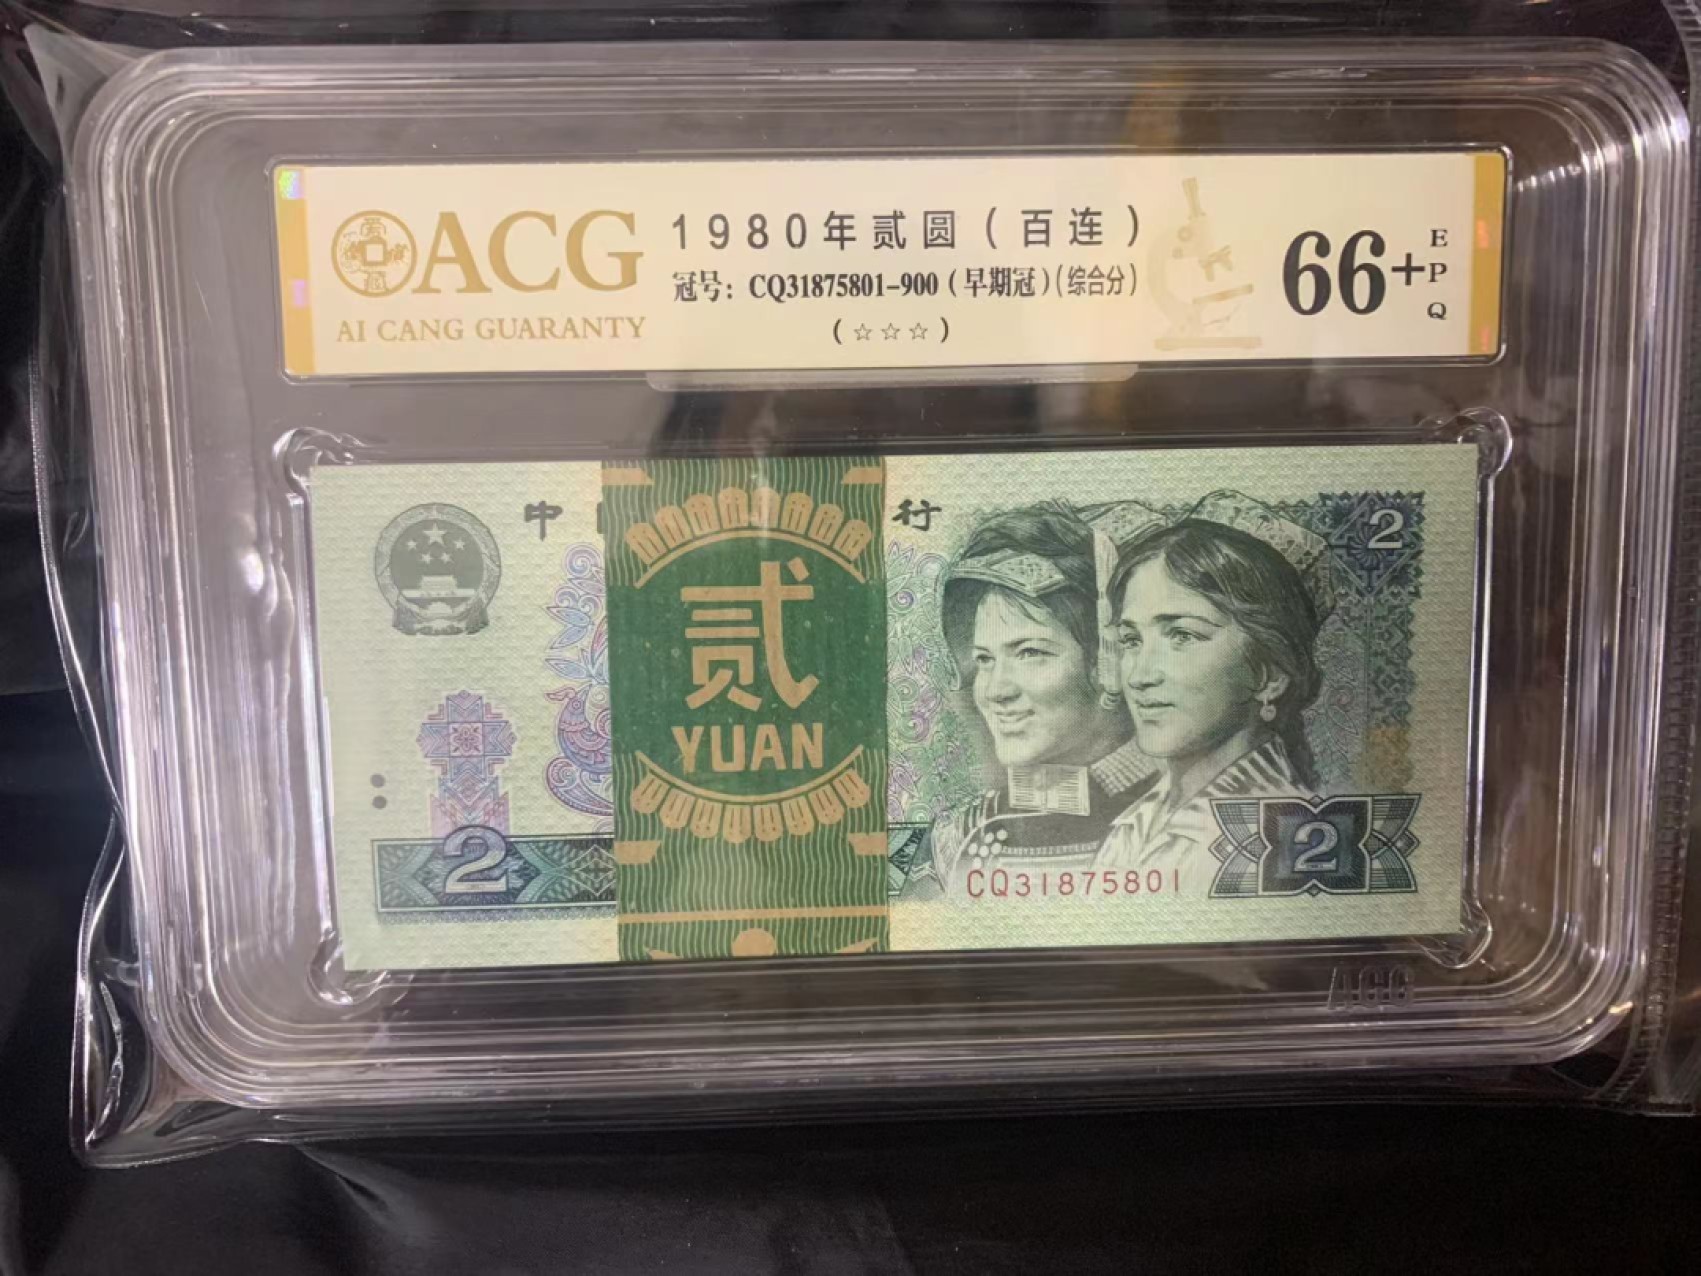 ACG
AI CANG GUARANTY
1980年贰圆（百连）
冠号：CQ31875801-900（早期冠）（综合分）
（☆☆☆）
66+
EPQ
中 行
2
贰
YUAN
2
2
CQ31875801
ACG